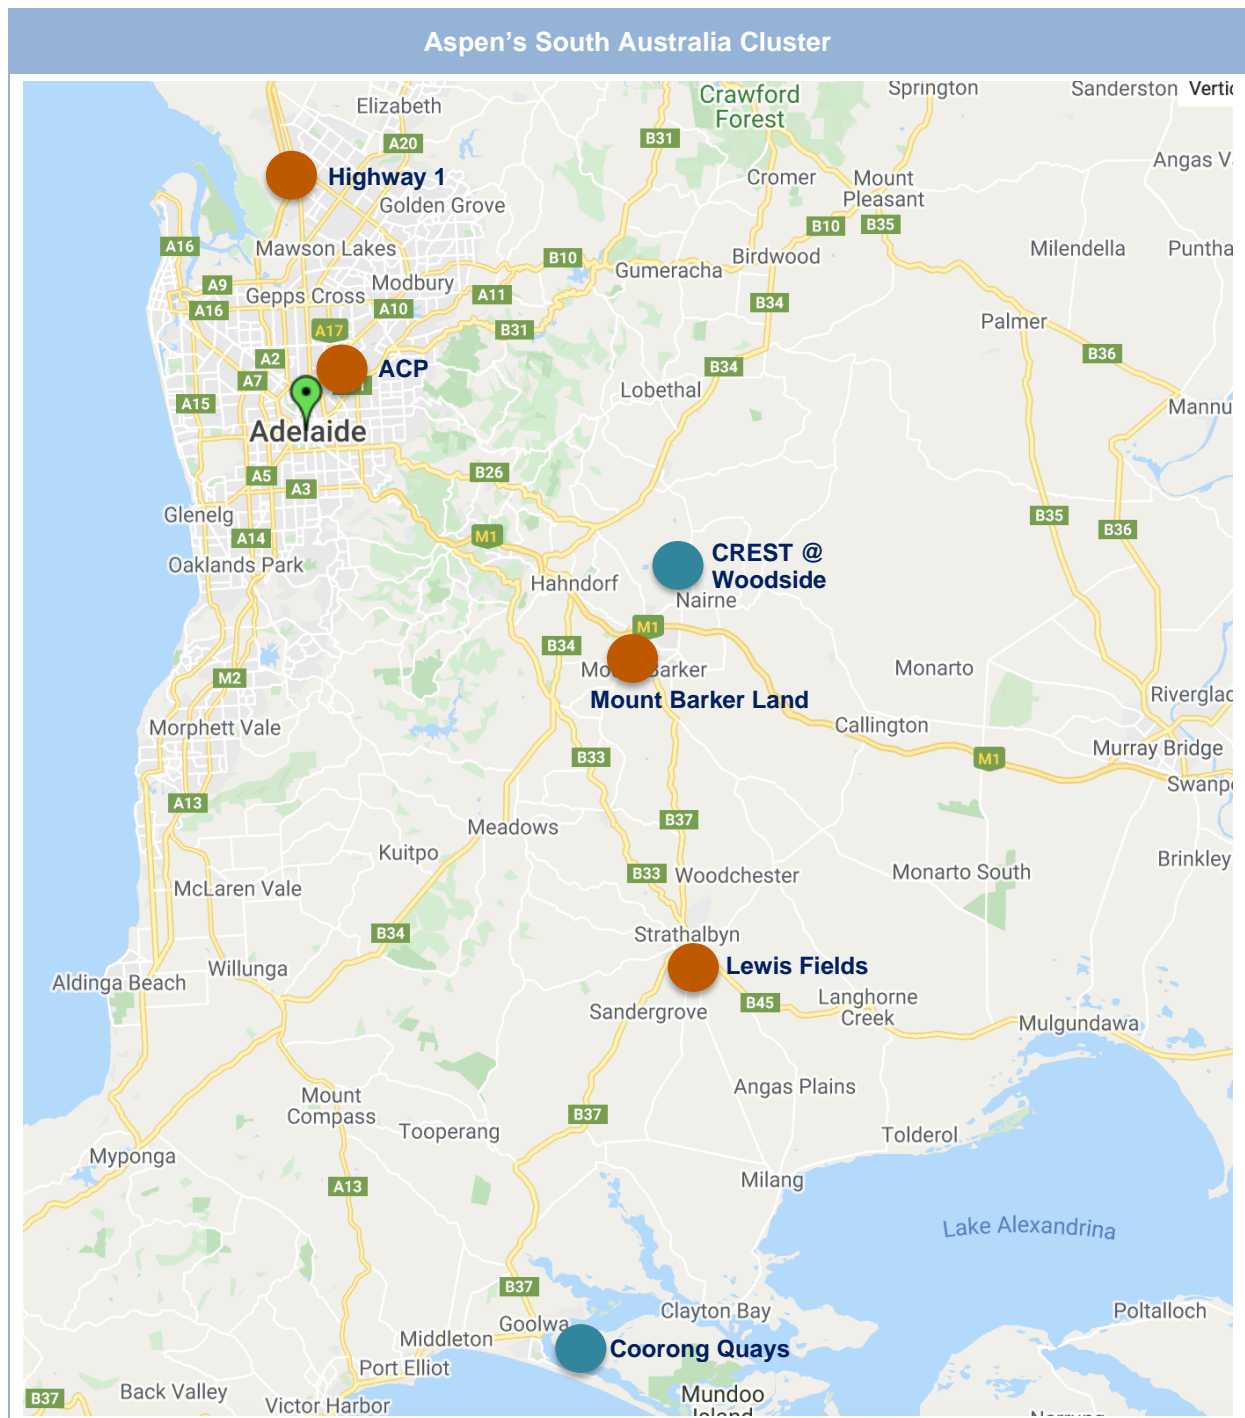 Aspen's South Australia Cluster
Crawford
Forest
Springton
Sanderston
Elizabeth
B31
A20
Highway 1
Cromer
Mount
Pleasant
Golden Grove
B10
B35
A16
Mawson Lakes
B10
Birdwood
Milendella
Gumeracha
Modbury
A9
Gepps Cross
A11
A16
A10
B34
A17
B31
Palmer
A2
B36
ACP
B34
A7
Lobethal
A15
Adelaide
A5
B26
A3
Glenelg
B35
B36
A14
M1
CREST @
Woodside
Oaklands Park
Hahndorf
Nairne
M1
B34
Monarto
M2
Mount Barker Land
Morphett Vale
Callington
Murray Bridge
B33
M1
A13
B37
Meadows
Kuitpo
Brinkley
McLaren Vale
B33
Woodchester
Monarto South
B34
Strathalbyn
Willunga
Lewis Fields
Aldinga Beach
Sandergrove
B45
Langhorne
Creek
Mulgundawa
Angas Plains
Mount
Compass
B37
Tooperang
Tolderol
Myponga
Milang
A13
Lake Alexandrina
B37
Clayton Bay
Poltalloch
Goolwa
Middleton
Coorong Quays
Port Elliot
Back Valley
B37
Mundoo
Island
Victor Harbor